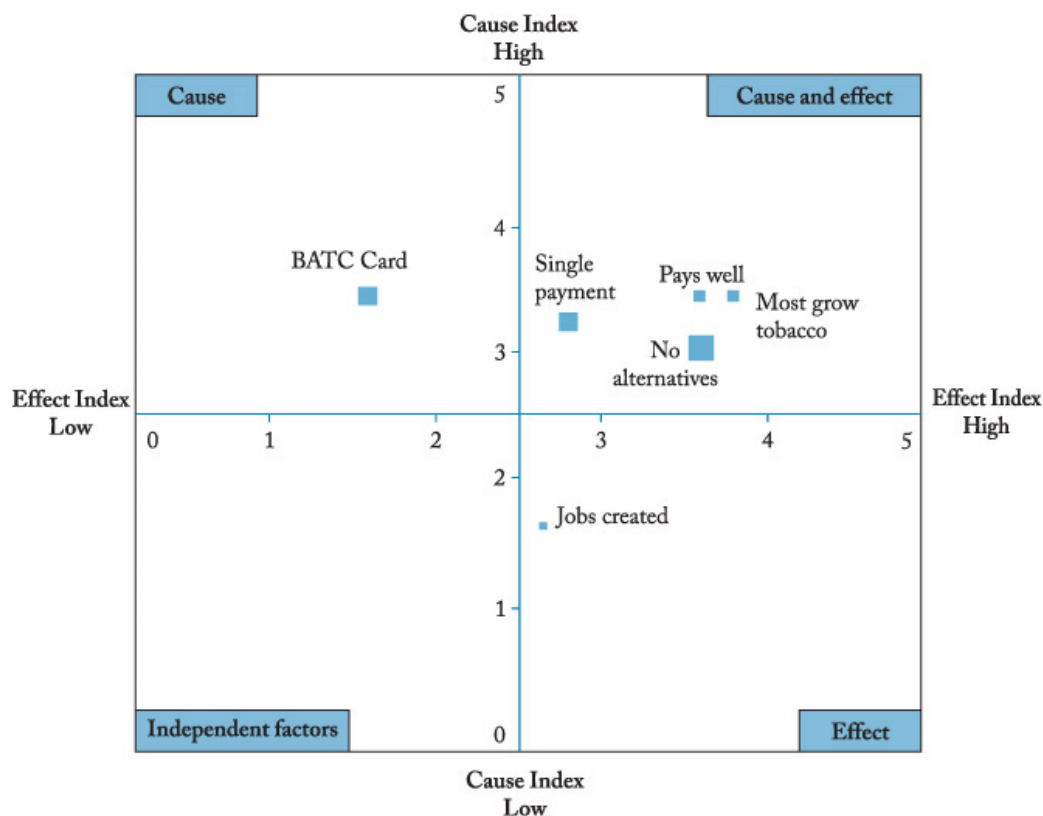 Cause Index
High
Cause
5
Cause and effect
4
BATC Card
Single
payment
Pays well
Most grow
tobacco
3
No
alternatives
Effect Index
Low
Effect Index
High
0
1
2
3
4
5
2
Jobs created
1
Independent factors
0
Effect
Cause Index
Low